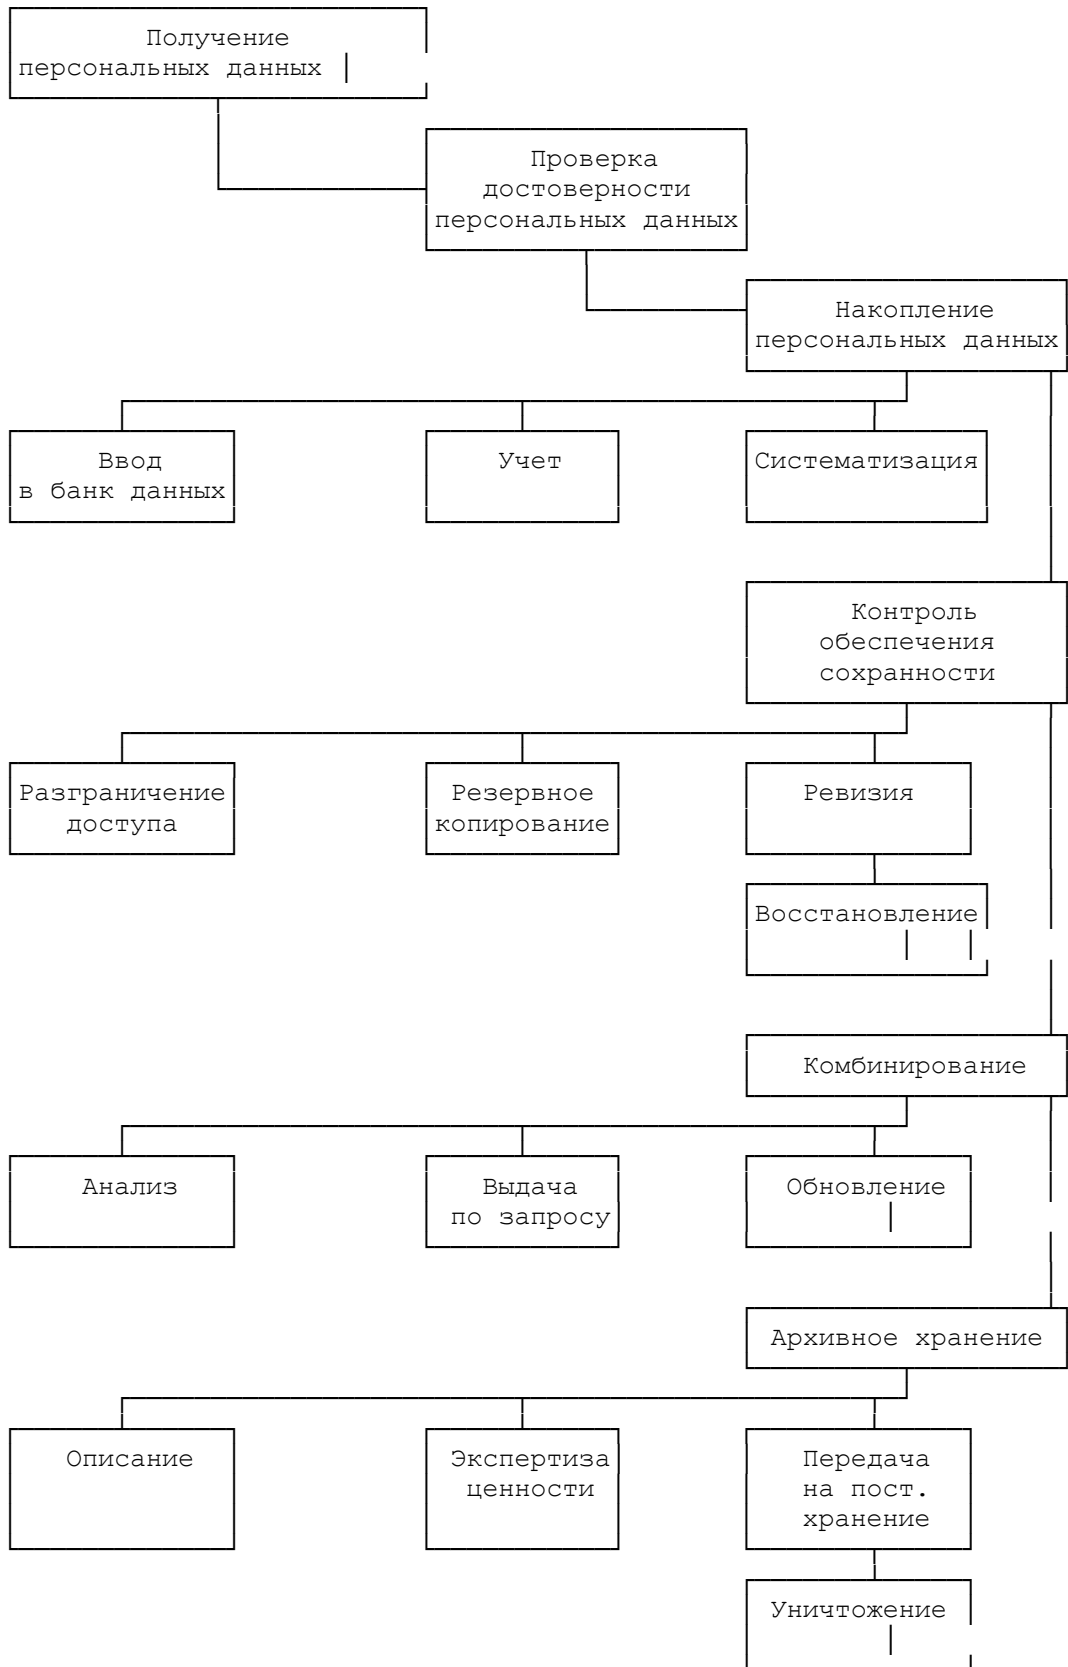 Получение
персональных данных
Проверка
достоверности
персональных данных
Накопление
персональных данных
Ввод
в банк данных
Учет
Систематизация
Контроль
обеспечения
сохранности
Разграничение
доступа
Резервное
копирование
Ревизия
Восстановление
Комбинирование
Анализ
Выдача
по запросу
Обновление
Архивное хранение
Описание
Экспертиза
ценности
Передача
на пост.
хранение
Уничтожение